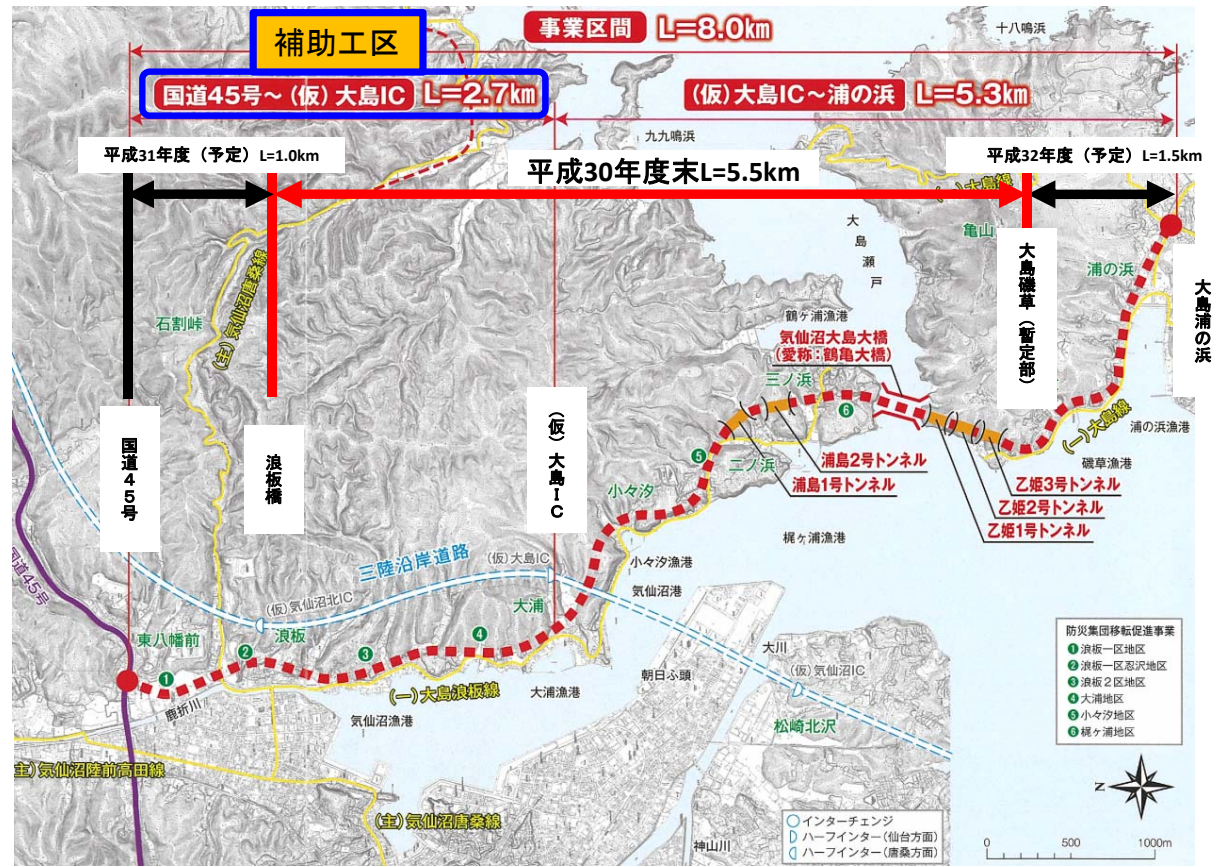 事業区間 L=8.0km
補助工区
国道45号~(仮)大島IC L=2.7km
(仮)大島IC~浦の浜 L=5.3km
十八鳴浜
九九鳴浜
平成31年度(予定)L=1.0km
平成30年度末L=5.5km
平成32年度(予定)L=1.5km
(一)大島線
亀山
大島瀬戸
浦の浜
大島磯草(暫定部)
大島浦の浜
石割峠
(主)気仙沼唐桑線
鶴ヶ浦漁港
気仙沼大島大橋
(愛称:鶴亀大橋)
三ノ浜
6
国道45号
浪板橋
(仮)大島IC
5
二ノ浜
小々汐
浦島2号トンネル
浦島1号トンネル
(一)大島線
浦の浜漁港
磯草漁港
乙姫3号トンネル
乙姫2号トンネル
乙姫1号トンネル
梶ヶ浦漁港
国道45号
三陸沿岸道路
(仮)大島IC
小々汐漁港
気仙沼港
(仮)気仙沼北IC
大浦
東八幡前
浪板
1
2
3
4
(一)大島浪板線
大浦漁港
朝日ふ頭
大川
(仮)気仙沼IC
松崎北沢
鹿折川
気仙沼漁港
主)気仙沼陸前高田線
(主)気仙沼唐桑線
神山川
防災集団移転促進事業
1 浪板一区地区
2 浪板一区忍沢地区
3 浪板2区地区
4 大浦地区
5 小々汐地区
6 梶ヶ浦地区
N
インターチェンジ
ハーフインター(仙台方面)
ハーフインター(唐桑方面)
0 500 1000m